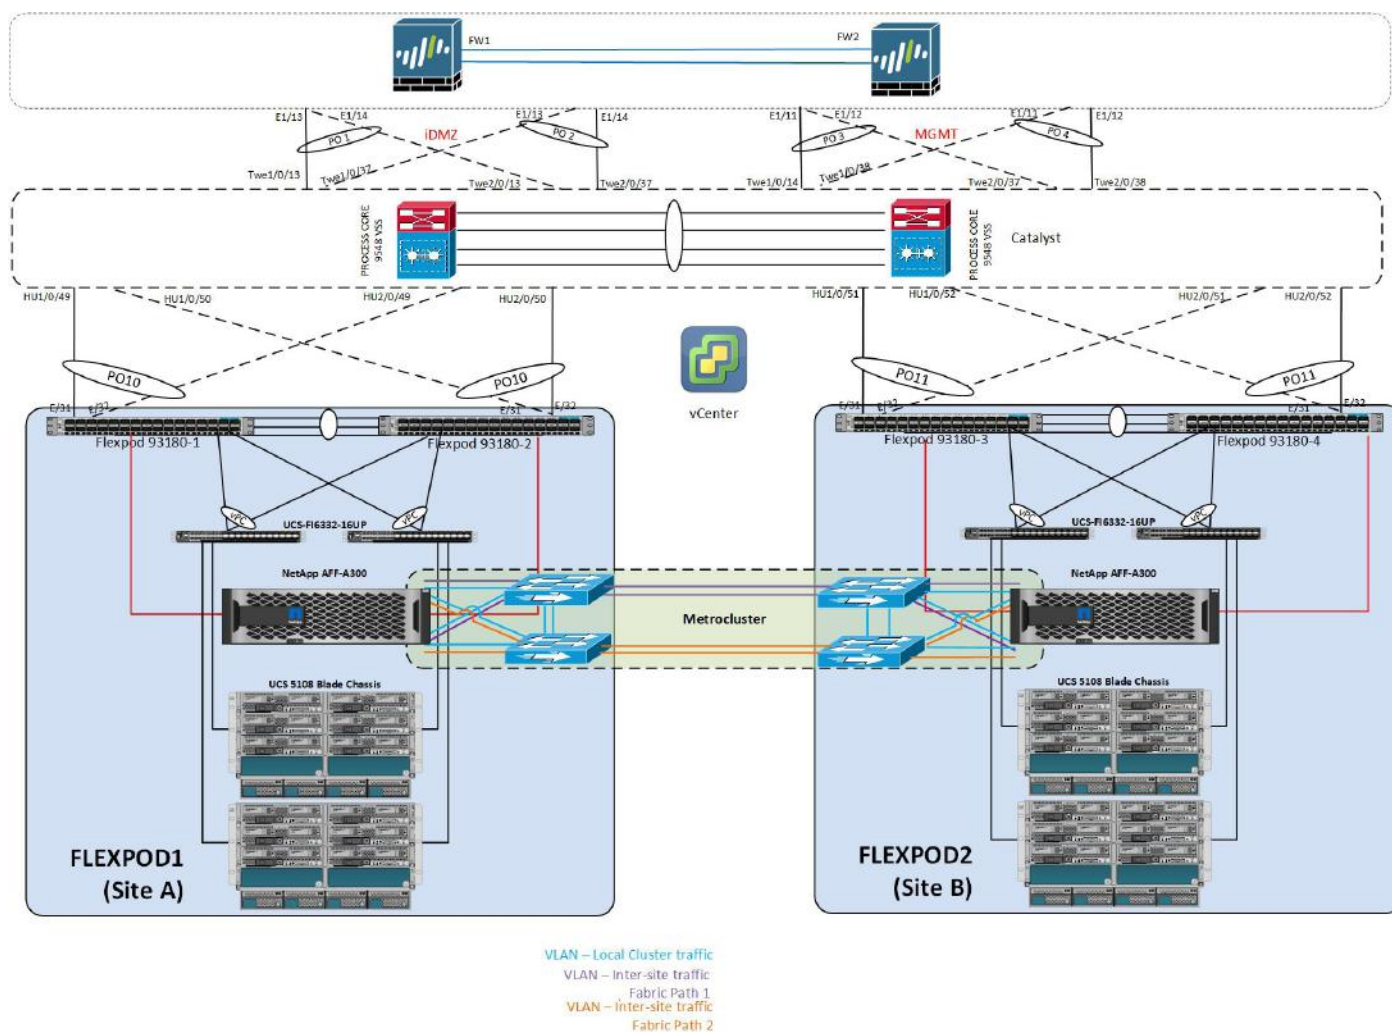 FW1
FW2
E1/13
E1/14
E1/13
E1/14
E1/11
E1/12
E1/11
E1/12
PO 1
iDMZ
PO 2
PO 3
MGMT
PO 4
Twe1/0/13
Twe1/0/37
Twe2/0/13
Twe2/0/37
Twe1/0/14
Twe1/0/38
Twe2/0/37
Twe2/0/38
PROCESS CORE
9548 VSS
PROCESS CORE
9548 VSS
Catalyst
HU1/0/49
HU1/0/50
HU2/0/49
HU2/0/50
HU1/0/51
HU1/0/52
HU2/0/51
HU2/0/52
PO10
PO10
vCenter
PO11
PO11
E/31
E/32
E/31
E/32
E/31
E/32
E/31
E/32
Flexpod 93180-1
Flexpod 93180-2
Flexpod 93180-3
Flexpod 93180-4
vPC
vPC
vPC
vPC
UCS-FI6332-16UP
UCS-FI6332-16UP
NetApp AFF-A300
NetApp AFF-A300
Metrocluster
UCS 5108 Blade Chassis
UCS 5108 Blade Chassis
FLEXPOD1
(Site A)
FLEXPOD2
(Site B)
VLAN – Local Cluster traffic
VLAN – Inter-site traffic
Fabric Path 1
VLAN – Inter-site traffic
Fabric Path 2